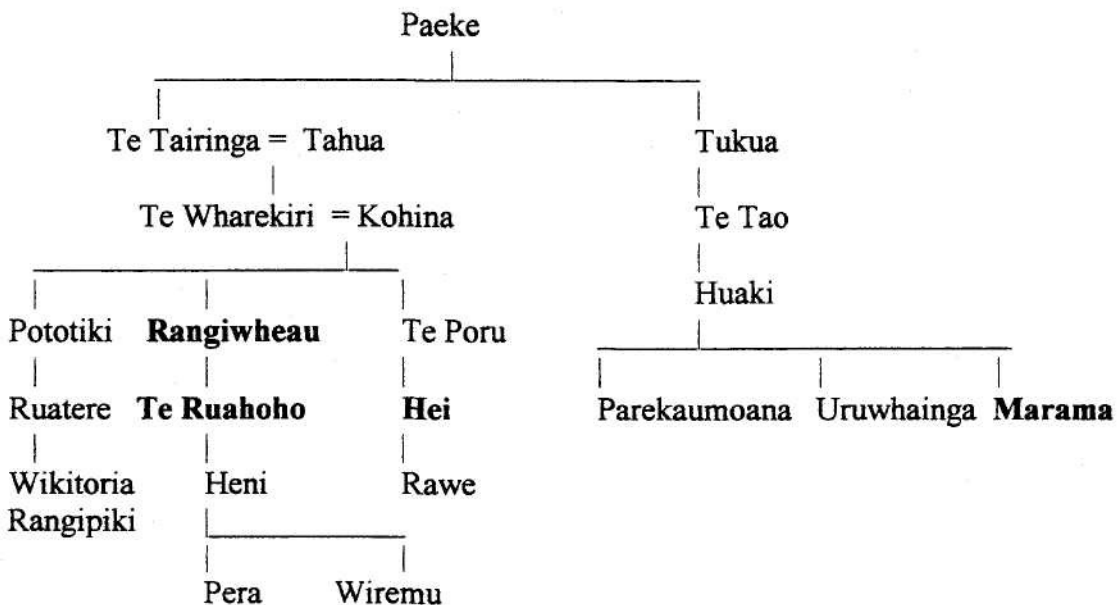 Paeke
Te Tairinga = Tahua Tukua
Te Wharekiri = Kohina Te Tao
Huaki
Pototiki Rangiwheau Te Poru
Ruatere Te Ruahoho Hei Parekaumoana Uruwhainga Marama
Wikitoria Heni Rawe
Rangipiki
Pera Wiremu